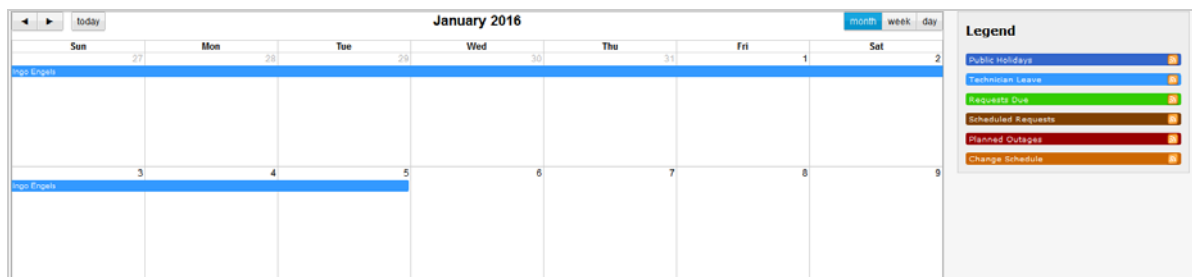 today
January 2016
month week day
Sun Mon Tue Wed Thu Fri Sat
27 28 29 30 31 1 2
Ingo Engels
3 4 5 6 7 8 9
Ingo Engels
Legend
Public Holidays
Technician Leave
Requests Due
Scheduled Requests
Planned Outages
Change Schedule